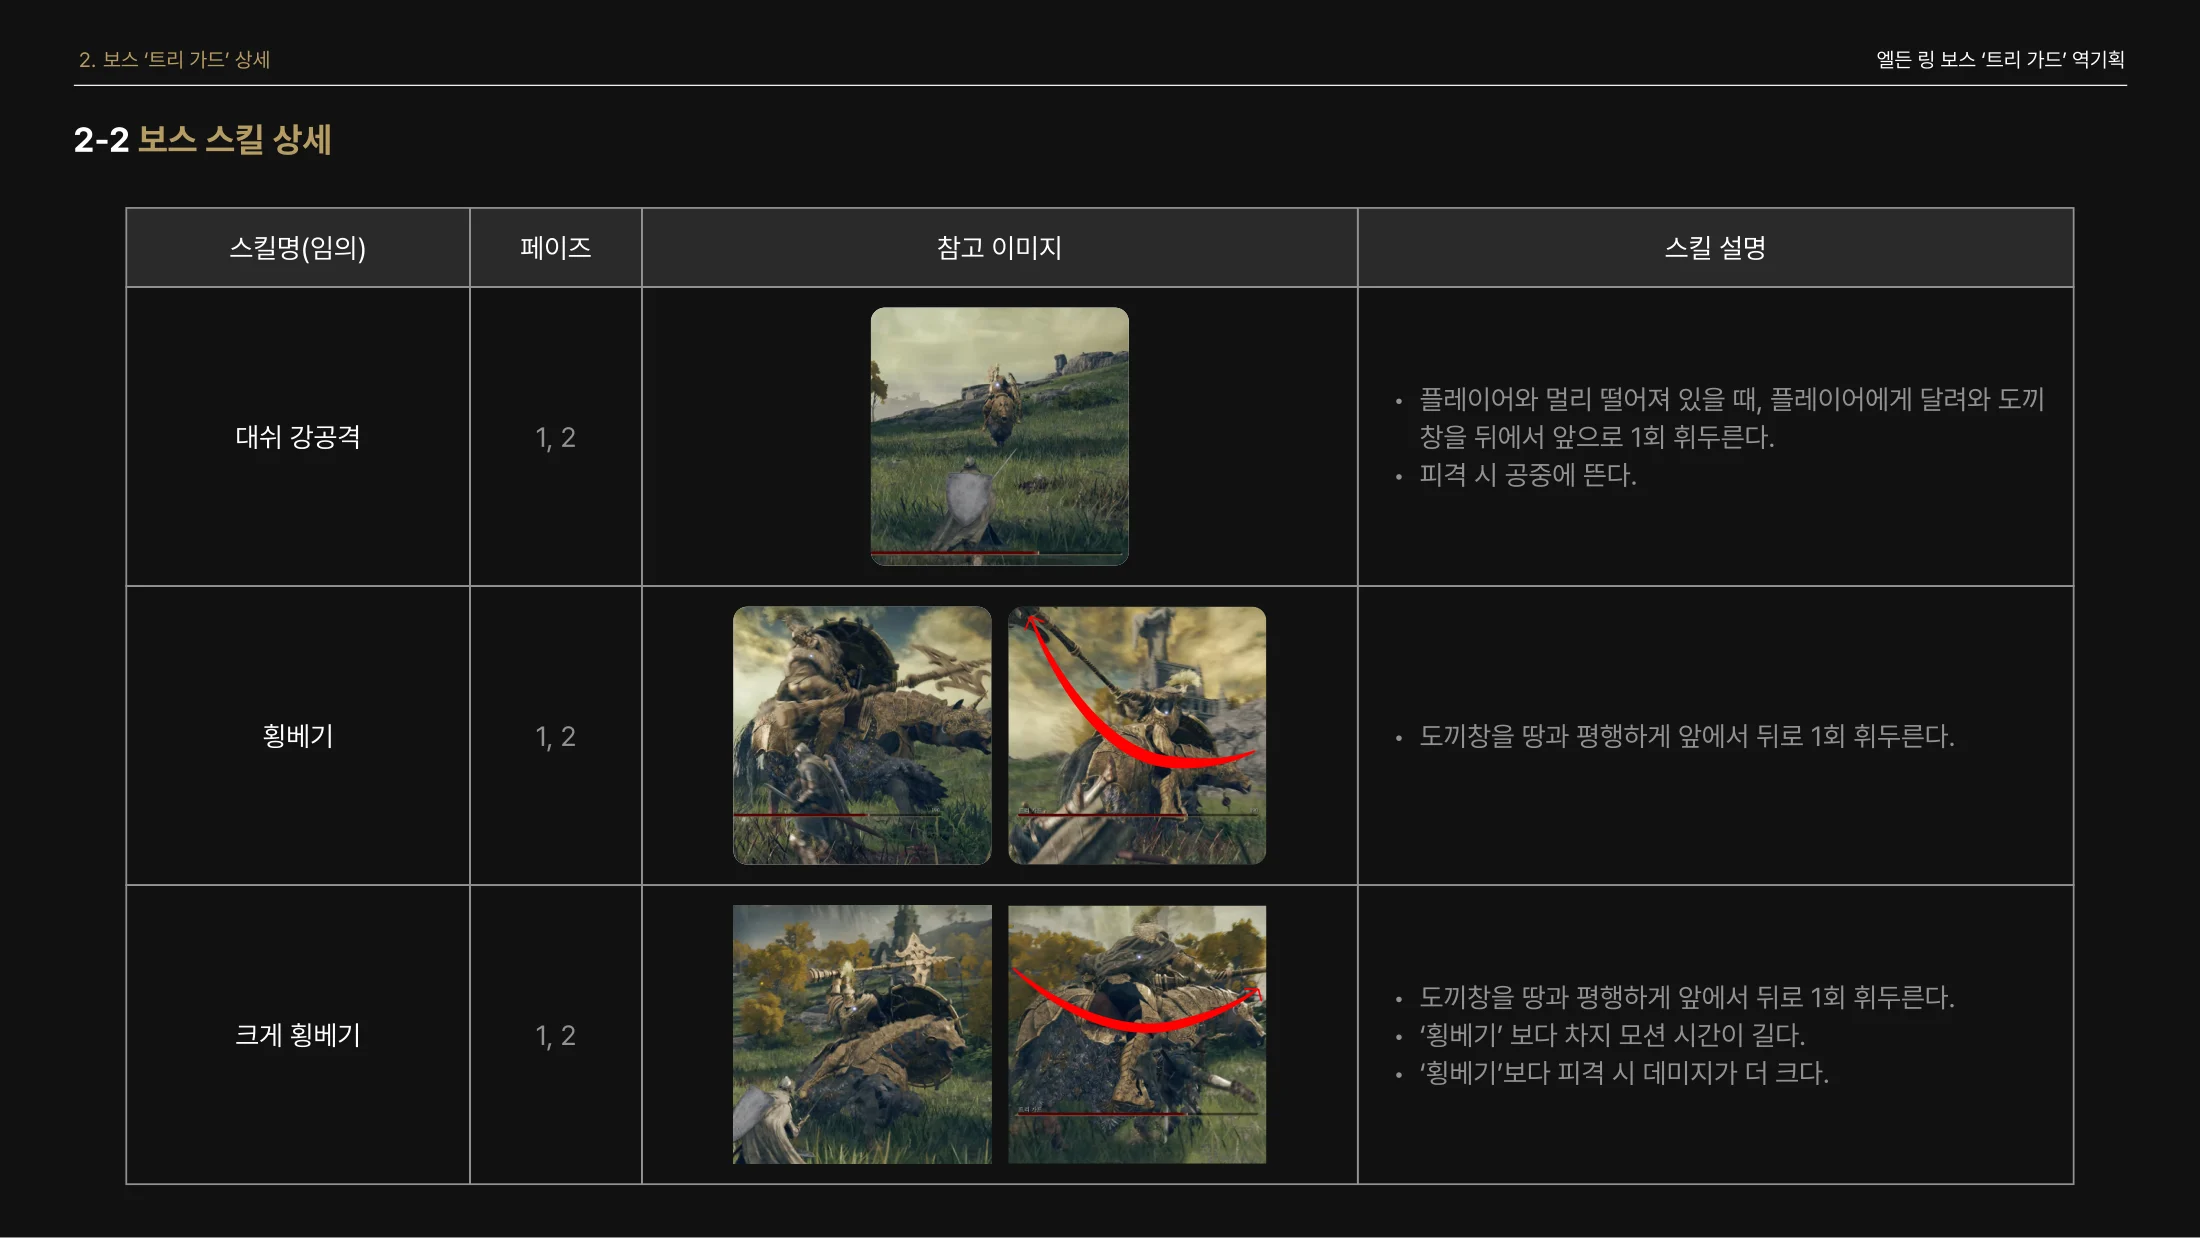 2. 보스 ‘트리 가드’ 상세
엘든 링 보스 ‘트리 가드’ 역기획
2-2 보스 스킬 상세
스킬명(임의)
페이즈
참고 이미지
스킬 설명
대쉬 강공격
1, 2
• 플레이어와 멀리 떨어져 있을 때, 플레이어에게 달려와 도끼
창을 뒤에서 앞으로 1회 휘두른다.
• 피격 시 공중에 뜬다.
횡베기
1, 2
트리 가드
• 도끼창을 땅과 평행하게 앞에서 뒤로 1회 휘두른다.
크게 횡베기
1, 2
트리 가드
• 도끼창을 땅과 평행하게 앞에서 뒤로 1회 휘두른다.
• ‘횡베기’ 보다 차지 모션 시간이 길다.
• ‘횡베기’보다 피격 시 데미지가 더 크다.